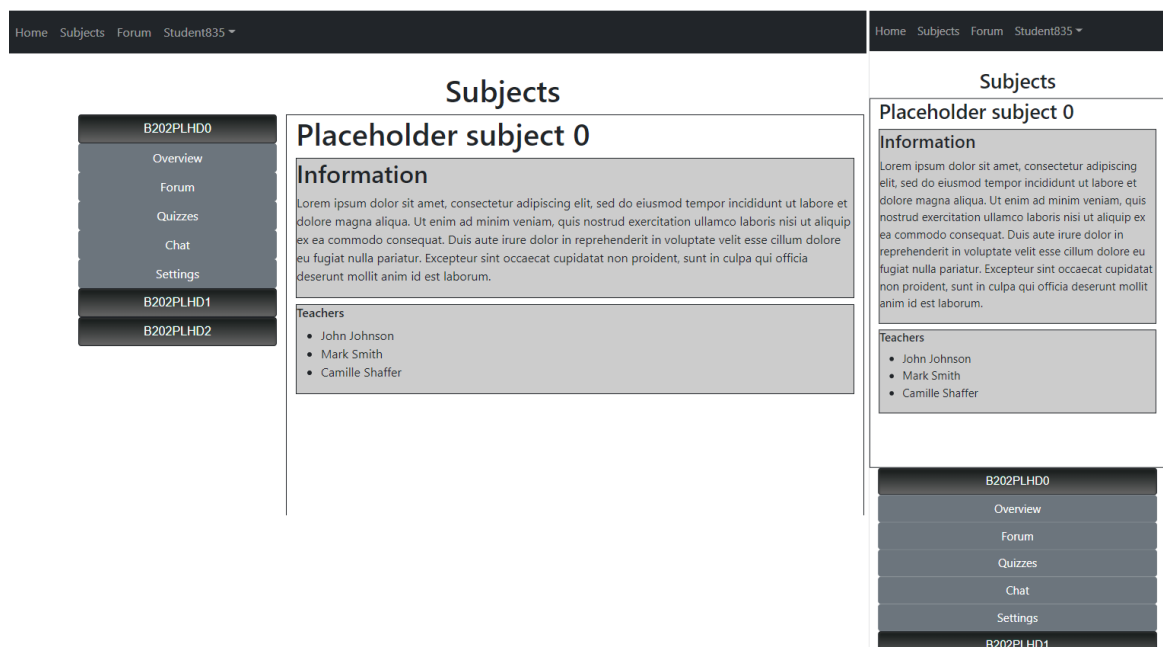 Home Subjects Forum Student835
Subjects
B202PLHD0
Overview
Forum
Quizzes
Chat
Settings
B202PLHD1
B202PLHD2
Placeholder subject 0
Information
Lorem ipsum dolor sit amet, consectetur adipiscing elit, sed do eiusmod tempor incididunt ut labore et
dolore magna aliqua. Ut enim ad minim veniam, quis nostrud exercitation ullamco laboris nisi ut aliquip
ex ea commodo consequat. Duis aute irure dolor in reprehenderit in voluptate velit esse cillum dolore
eu fugiat nulla pariatur. Excepteur sint occaecat cupidatat non proident, sunt in culpa qui officia
deserunt mollit anim id est laborum.
Teachers
John Johnson
Mark Smith
Camille Shaffer
Home Subjects Forum Student835
Subjects
Placeholder subject 0
Information
Lorem ipsum dolor sit amet, consectetur adipiscing
elit, sed do eiusmod tempor incididunt ut labore et
dolore magna aliqua. Ut enim ad minim veniam, quis
nostrud exercitation ullamco laboris nisi ut aliquip ex
ea commodo consequat. Duis aute irure dolor in
reprehenderit in voluptate velit esse cillum dolore eu
fugiat nulla pariatur. Excepteur sint occaecat cupidatat
non proident, sunt in culpa qui officia deserunt mollit
anim id est laborum.
Teachers
John Johnson
Mark Smith
Camille Shaffer
B202PLHD0
Overview
Forum
Quizzes
Chat
Settings
B202PLHD1